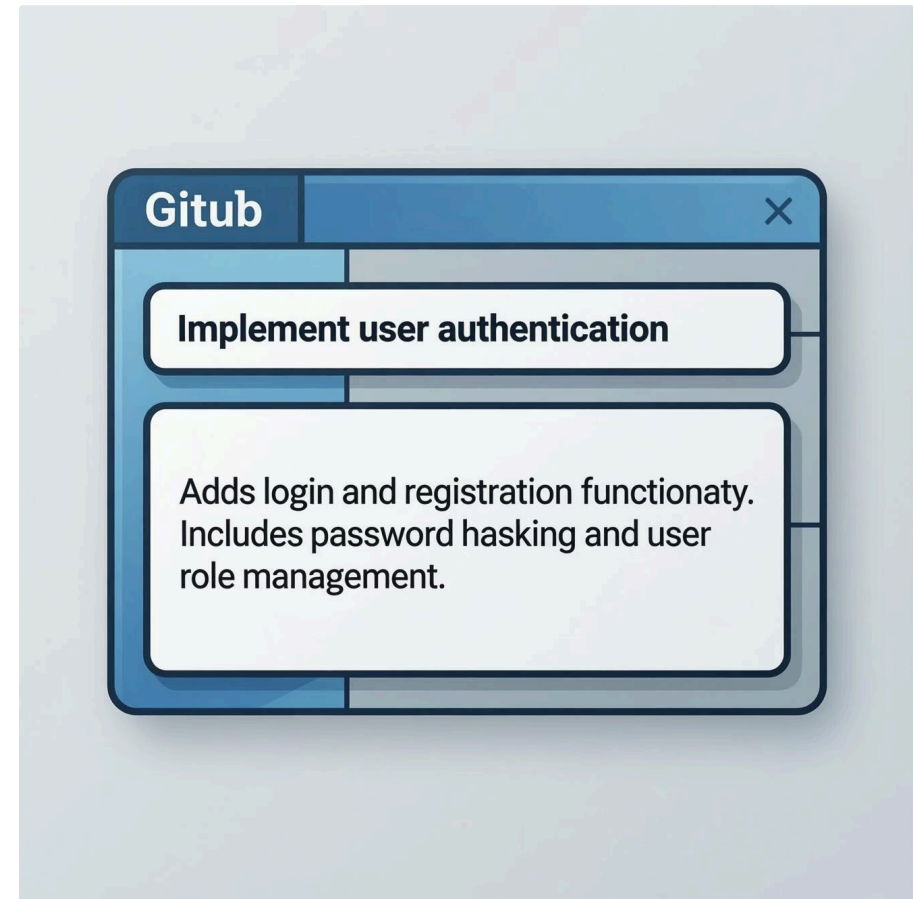 Gitub
Implement user authentication
Adds login and registration functionaty.
Includes password hasking and user
role management.